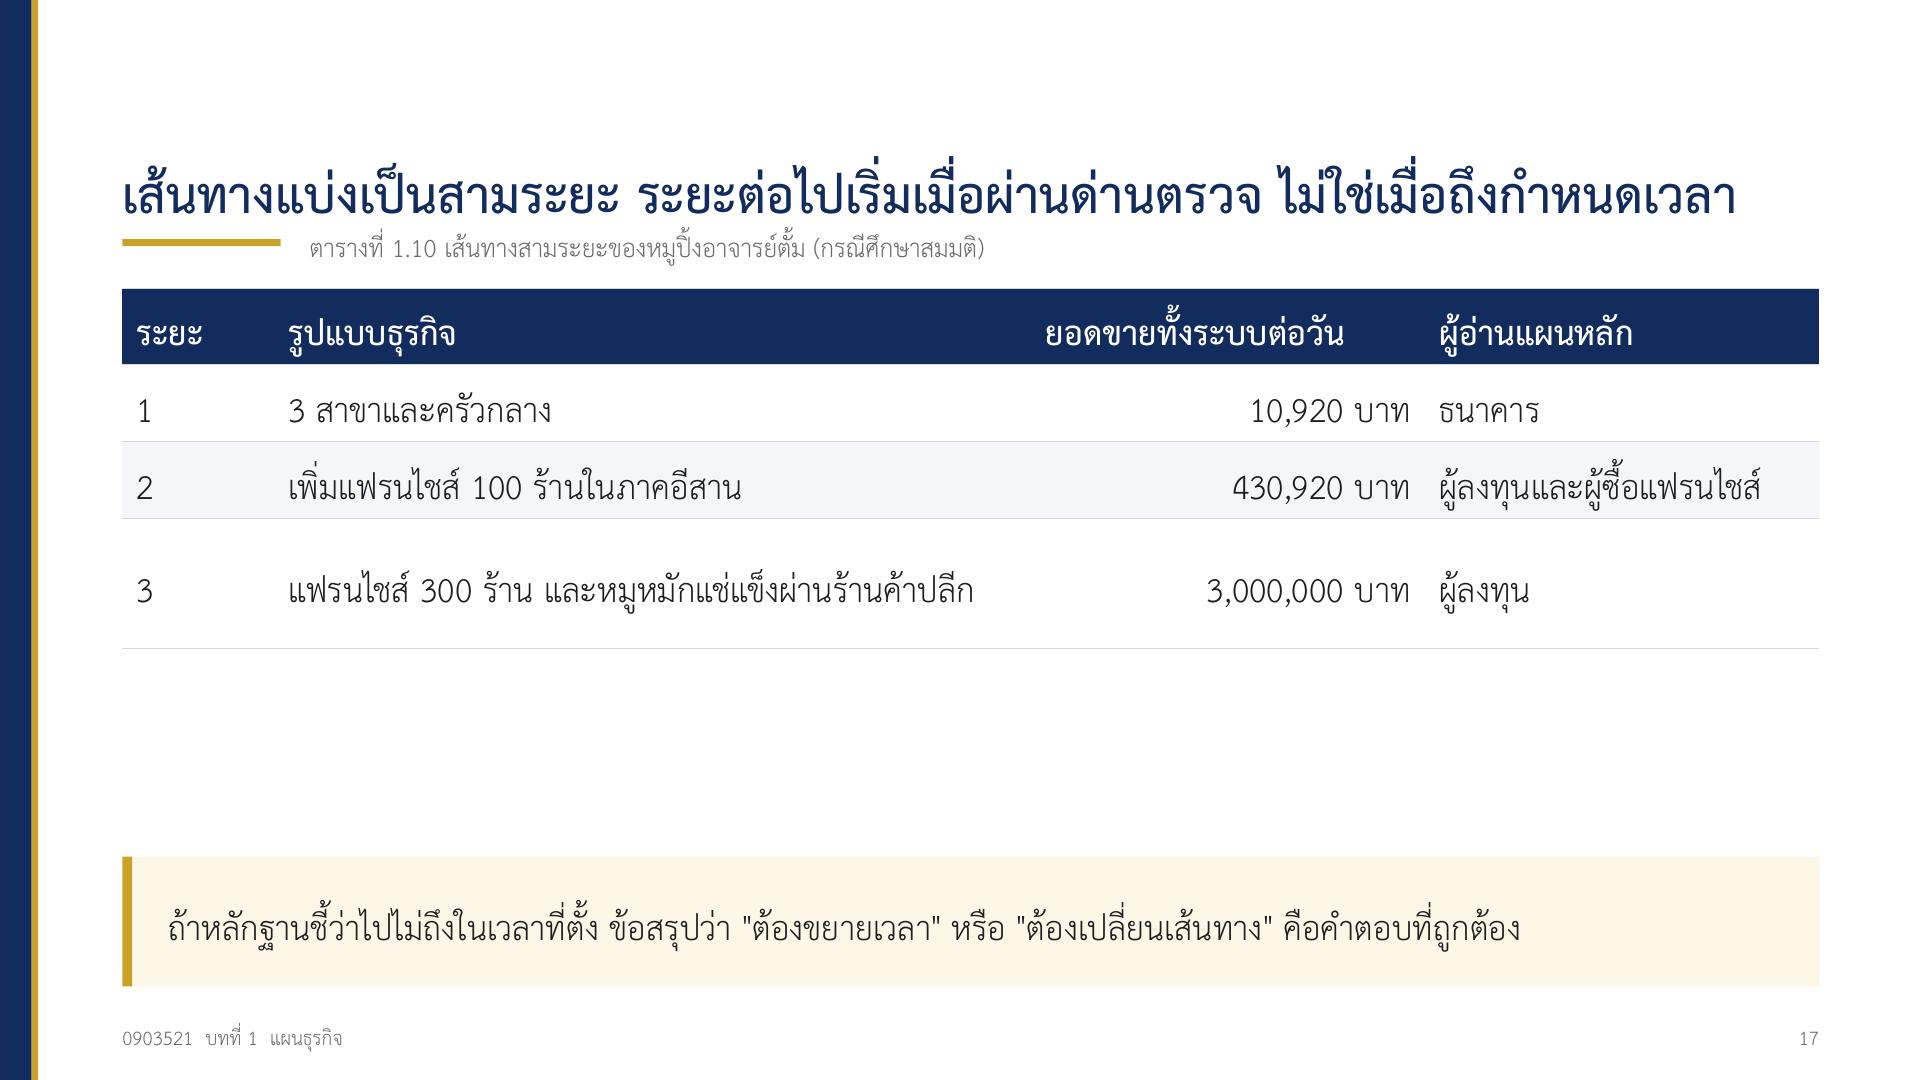 เส้นทางแบ่งเป็นสามระยะ ระยะต่อไปเริ่มเมื่อผ่านด่านตรวจ ไม่ใช่เมื่อถึงกำหนดเวลา
ตารางที่ 1.10 เส้นทางสามระยะของหมูปิ้งอาจารย์ตั้ม (กรณีศึกษาสมมติ)
ระยะ รูปแบบธุรกิจ ยอดขายทั้งระบบต่อวัน ผู้อ่านแผนหลัก
1 3 สาขาและครัวกลาง 10,920 บาท ธนาคาร
2 เพิ่มแฟรนไชส์ 100 ร้านในภาคอีสาน 430,920 บาท ผู้ลงทุนและผู้ซื้อแฟรนไชส์
3 แฟรนไชส์ 300 ร้าน และหมูหมักแช่แข็งผ่านร้านค้าปลีก 3,000,000 บาท ผู้ลงทุน
ถ้าหลักฐานชี้ว่าไปไม่ถึงในเวลาที่ตั้ง ข้อสรุปว่า "ต้องขยายเวลา" หรือ "ต้องเปลี่ยนเส้นทาง" คือคำตอบที่ถูกต้อง
0903521 บทที่ 1 แผนธุรกิจ 17